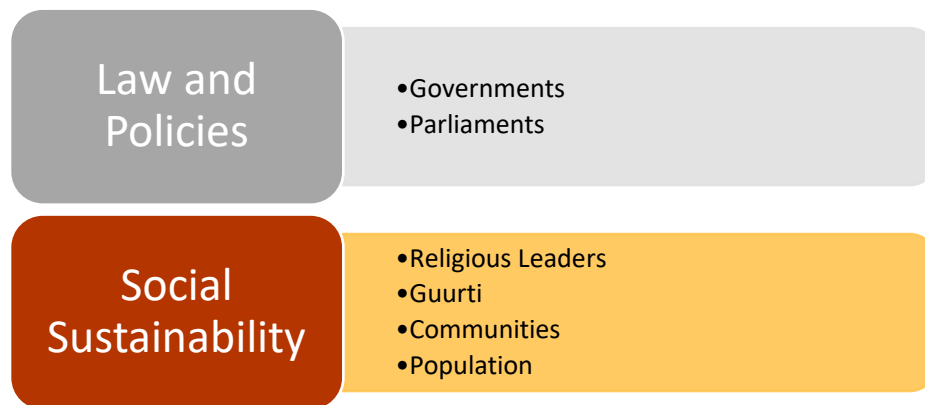 Law and
Policies
•Governments
•Parliaments
Social
Sustainability
•Religious Leaders
•Guurti
•Communities
•Population